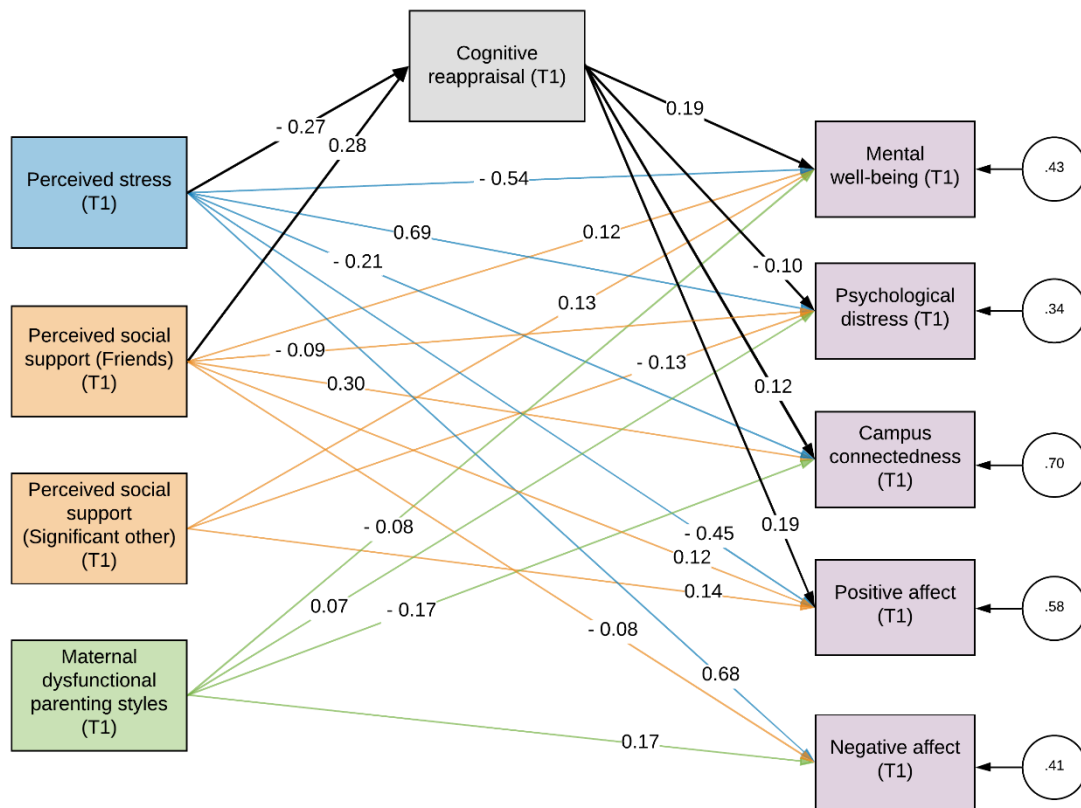 Cognitive
reappraisal (T1)
Perceived stress
(T1)
Perceived social
support (Friends)
(T1)
Perceived social
support
(Significant other)
(T1)
Maternal
dysfunctional
parenting styles
(T1)
- 0.27
0.28
- 0.54
0.69
- 0.21
0.12
0.13
- 0.09
0.30
- 0.13
- 0.08
0.07
- 0.17
- 0.45
0.12
0.14
- 0.08
0.68
0.17
0.19
- 0.10
0.12
0.19
Mental
well-being (T1)
.43
Psychological
distress (T1)
.34
Campus
connectedness
(T1)
.70
Positive affect
(T1)
.58
Negative affect
(T1)
.41